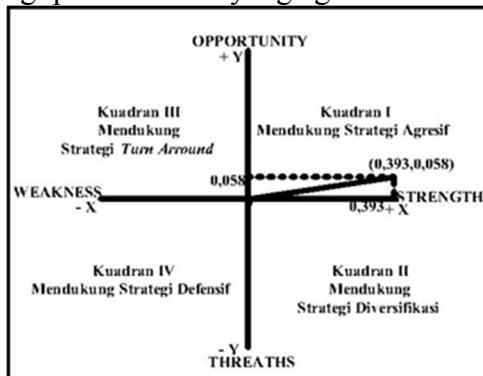 OPPORTUNITY
+ Y
Kuadran III
Mendukung
Strategi Turn Arround
Kuadran I
Mendukung Strategi Agresif
(0,393,0,058)
0,058
WEAKNESS
- X
STRENGTH
0,393
+ X
Kuadran IV
Mendukung Strategi Defensif
Kuadran II
Mendukung
Strategi Diversifikasi
- Y
THREATHS